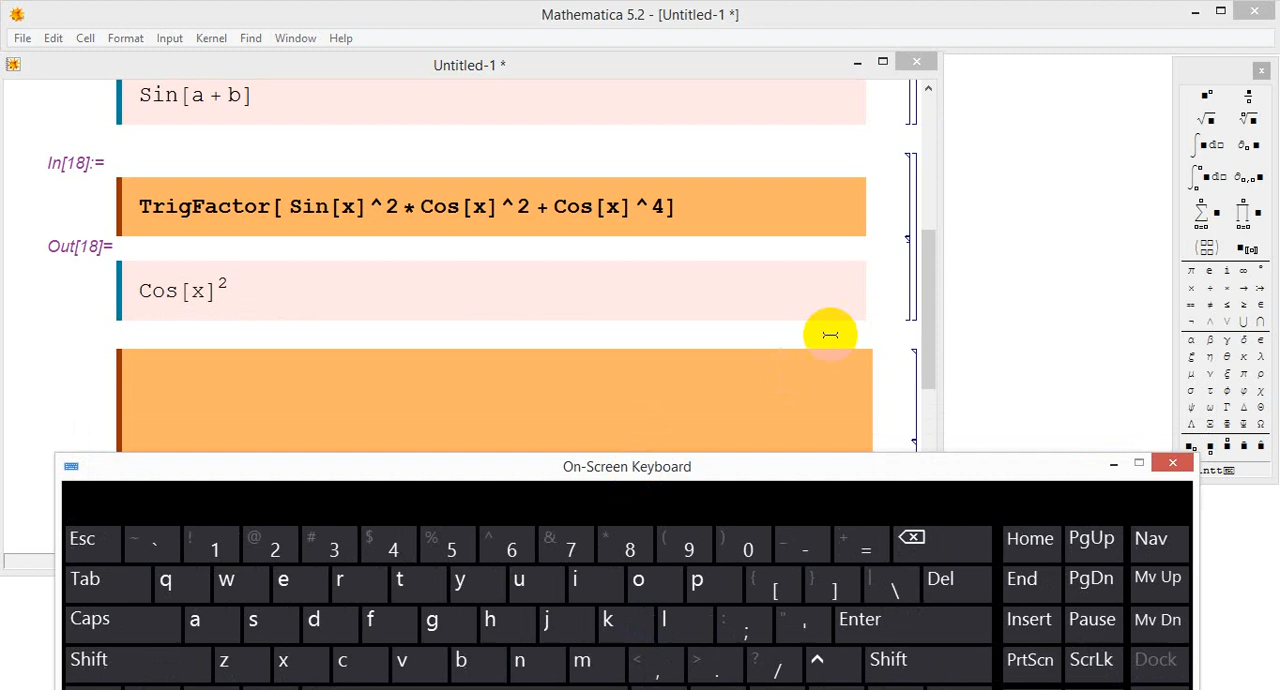 Mathematica 5.2 - [Untitled-1 *]
File Edit Cell Format Input Kernel Find Window Help
Untitled-1 *
Sin[a + b]
In[18]:=
TrigFactor[ Sin[x]^2*Cos[x]^2 + Cos[x]^4]
Out[18]=
Cos[x]²
π e i ∞ °
× ÷ × → :→
== ≠ ≤ ≥ ∈
¬ ∧ ∨ ∪ ∩
α β γ δ ε
ζ η θ κ λ
μ ν ξ π ρ
σ τ φ φ χ
ψ ω Γ Δ Θ
Λ Ξ Φ Ψ Ω
On-Screen Keyboard
Esc ~ ` ! 1 @ 2 # 3 $ 4 % 5 ^ 6 & 7 * 8 ( 9 ) 0 _ - + = Home PgUp Nav
Tab q w e r t y u i o p { [ } ] | \ Del End PgDn Mv Up
Caps a s d f g h j k l : ; " ' Enter Insert Pause Mv Dn
Shift z x c v b n m < , > . ? / ^ Shift PrtScn ScrLk Dock